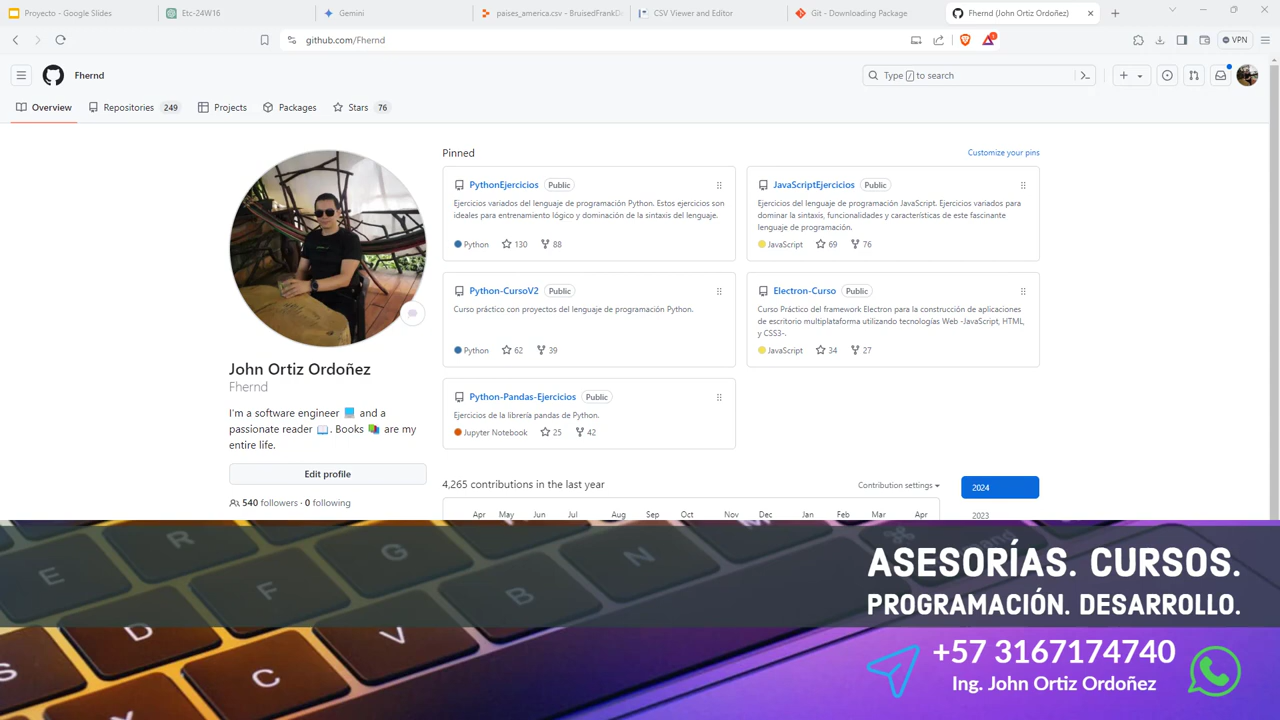 Proyecto - Google Slides
Etc-24W16
Gemini
paises_america.csv - BruisedFrankD
CSV Viewer and Editor
Git - Downloading Package
Fhernd (John Ortiz Ordoñez)
github.com/Fhernd
1
VPN
Fhernd
Type / to search
Overview
Repositories 249
Projects
Packages
Stars 76
Pinned
Customize your pins
PythonEjercicios Public
Ejercicios variados del lenguaje de programación Python. Estos ejercicios son
ideales para entrenamiento lógico y dominación de la sintaxis del lenguaje.
Python 130 88
JavaScriptEjercicios Public
Ejercicios del lenguaje de programación JavaScript. Ejercicios variados para
dominar la sintaxis, funcionalidades y características de este fascinante
lenguaje de programación.
JavaScript 69 76
Python-CursoV2 Public
Curso práctico con proyectos del lenguaje de programación Python.
Python 62 39
Electron-Curso Public
Curso Práctico del framework Electron para la construcción de aplicaciones
de escritorio multiplataforma utilizando tecnologías Web -JavaScript, HTML,
y CSS3-.
JavaScript 34 27
Python-Pandas-Ejercicios Public
Ejercicios de la librería pandas de Python.
Jupyter Notebook 25 42
John Ortiz Ordoñez
Fhernd
I'm a software engineer and a
passionate reader . Books are my
entire life.
Edit profile
540 followers · 0 following
4,265 contributions in the last year
Contribution settings
2024
2023
Apr May Jun Jul Aug Sep Oct Nov Dec Jan Feb Mar Apr
E R F G B N
S D C V
ASESORÍAS. CURSOS.
PROGRAMACIÓN. DESARROLLO.
+57 3167174740
Ing. John Ortiz Ordoñez